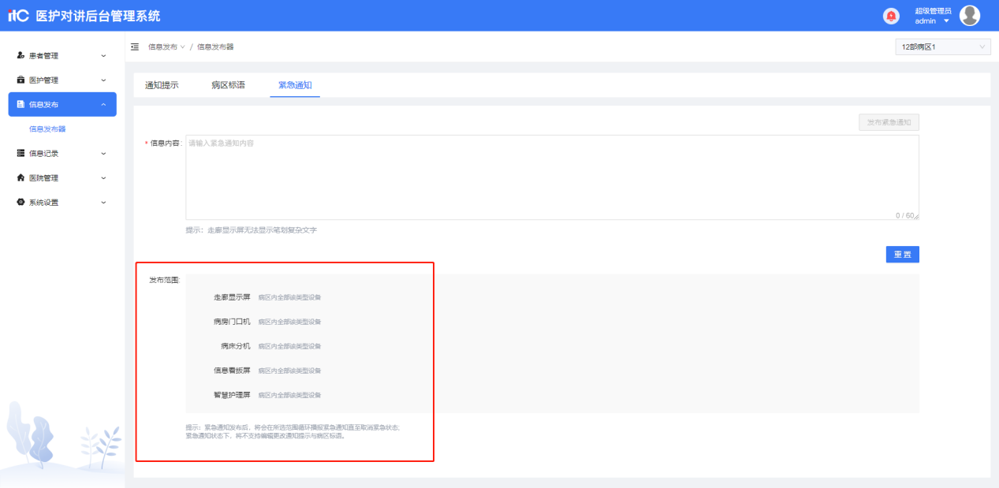 itC 医护对讲后台管理系统
超级管理员
admin
患者管理
医护管理
信息发布
信息发布器
信息记录
医院管理
系统设置
信息发布 / 信息发布器
12部病区1
通知提示 病区标语 紧急通知
发布紧急通知
* 信息内容: 请输入紧急通知内容
0 / 60
提示: 走廊显示屏无法显示笔划复杂文字
重 置
发布范围:
走廊显示屏 病区内全部该类型设备
病房门口机 病区内全部该类型设备
病床分机 病区内全部该类型设备
信息看板屏 病区内全部该类型设备
智慧护理屏 病区内全部该类型设备
提示: 紧急通知发布后, 将会在所选范围循环播报紧急通知直至取消紧急状态;
紧急通知状态下, 将不支持编辑更改通知提示与病区标语。